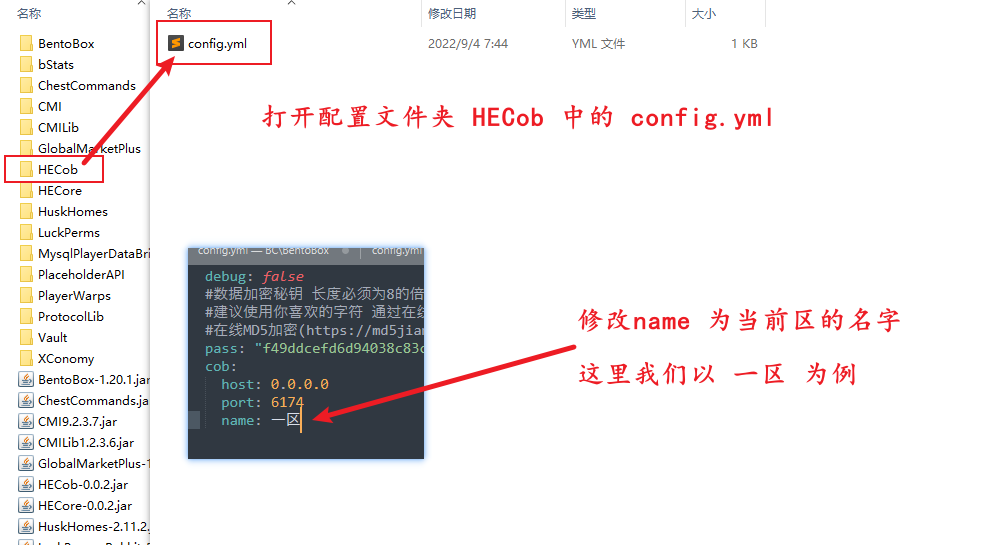 名称
BentoBox
bStats
ChestCommands
CMI
CMILib
GlobalMarketPlus
HECob
HECore
HuskHomes
LuckPerms
MysqlPlayerDataBri
PlaceholderAPI
PlayerWarps
ProtocolLib
Vault
XConomy
BentoBox-1.20.1.jar
ChestCommands.ja
CMI9.2.3.7.jar
CMILib1.2.3.6.jar
GlobalMarketPlus-1
HECob-0.0.2.jar
HECore-0.0.2.jar
HuskHomes-2.11.2.
名称 修改日期 类型 大小
config.yml 2022/9/4 7:44 YML 文件 1 KB
打开配置文件夹 HECob 中的 config.yml
config.yml — BC\BentoBox config.yml
debug: false
#数据加密秘钥 长度必须为8的倍
#建议使用你喜欢的字符 通过在线
#在线MD5加密(https://md5jian
pass: "f49ddcefd6d94038c83c
cob:
host: 0.0.0.0
port: 6174
name: 一区
修改name 为当前区的名字
这里我们以 一区 为例